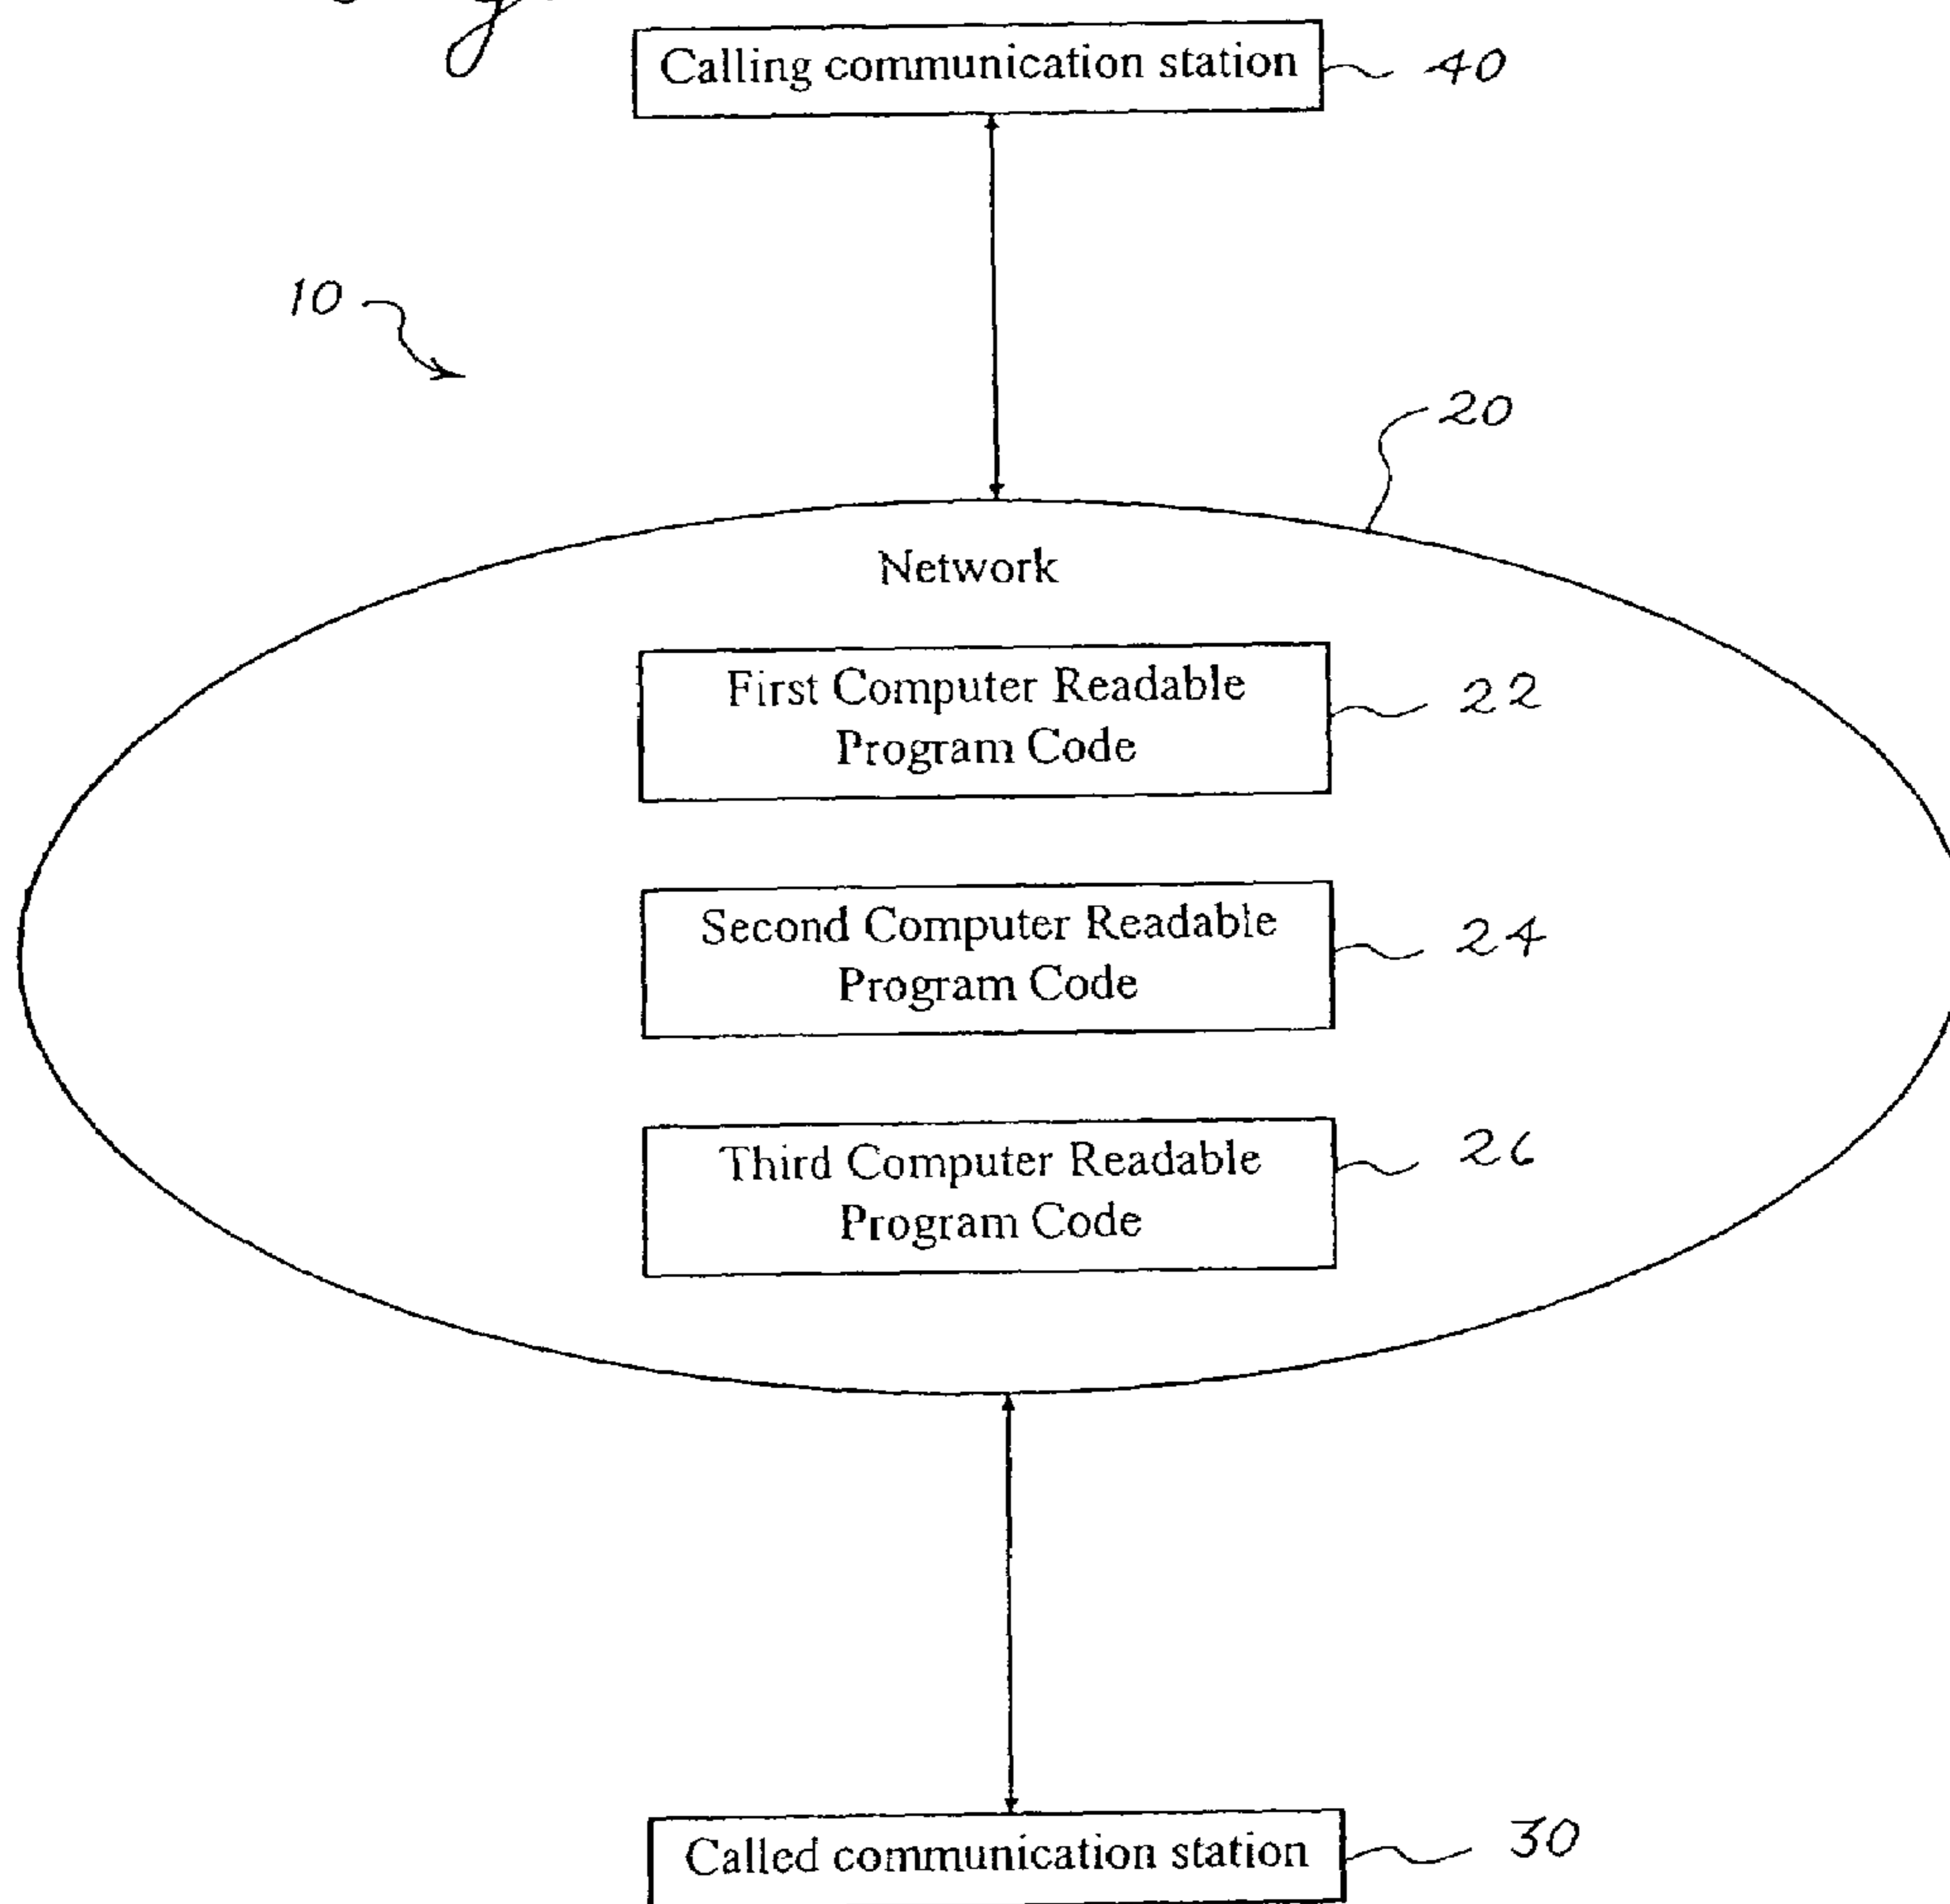 Calling communication station
40
10
20
Network
First Computer Readable
Program Code
22
Second Computer Readable
Program Code
24
Third Computer Readable
Program Code
26
Called communication station
30